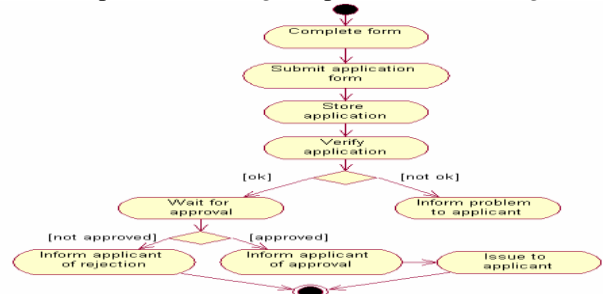 Complete form
Submit application
form
Store
application
Verify
application
[ok]
[not ok]
Wait for
approval
Inform problem
to applicant
[not approved]
[approved]
Inform applicant
of rejection
Inform applicant
of approval
Issue to
applicant